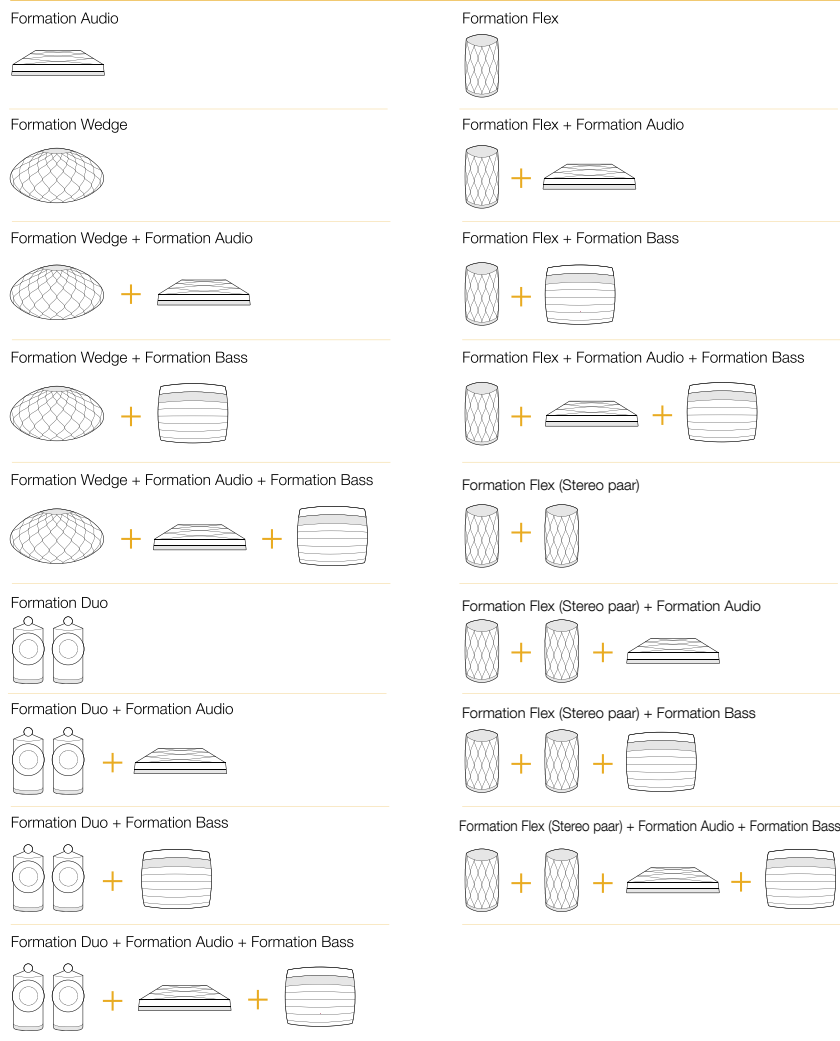 Formation Audio
Formation Wedge
Formation Wedge + Formation Audio
Formation Wedge + Formation Bass
Formation Wedge + Formation Audio + Formation Bass
Formation Duo
Formation Duo + Formation Audio
Formation Duo + Formation Bass
Formation Duo + Formation Audio + Formation Bass
Formation Flex
Formation Flex + Formation Audio
Formation Flex + Formation Bass
Formation Flex + Formation Audio + Formation Bass
Formation Flex (Stereo paar)
Formation Flex (Stereo paar) + Formation Audio
Formation Flex (Stereo paar) + Formation Bass
Formation Flex (Stereo paar) + Formation Audio + Formation Bass